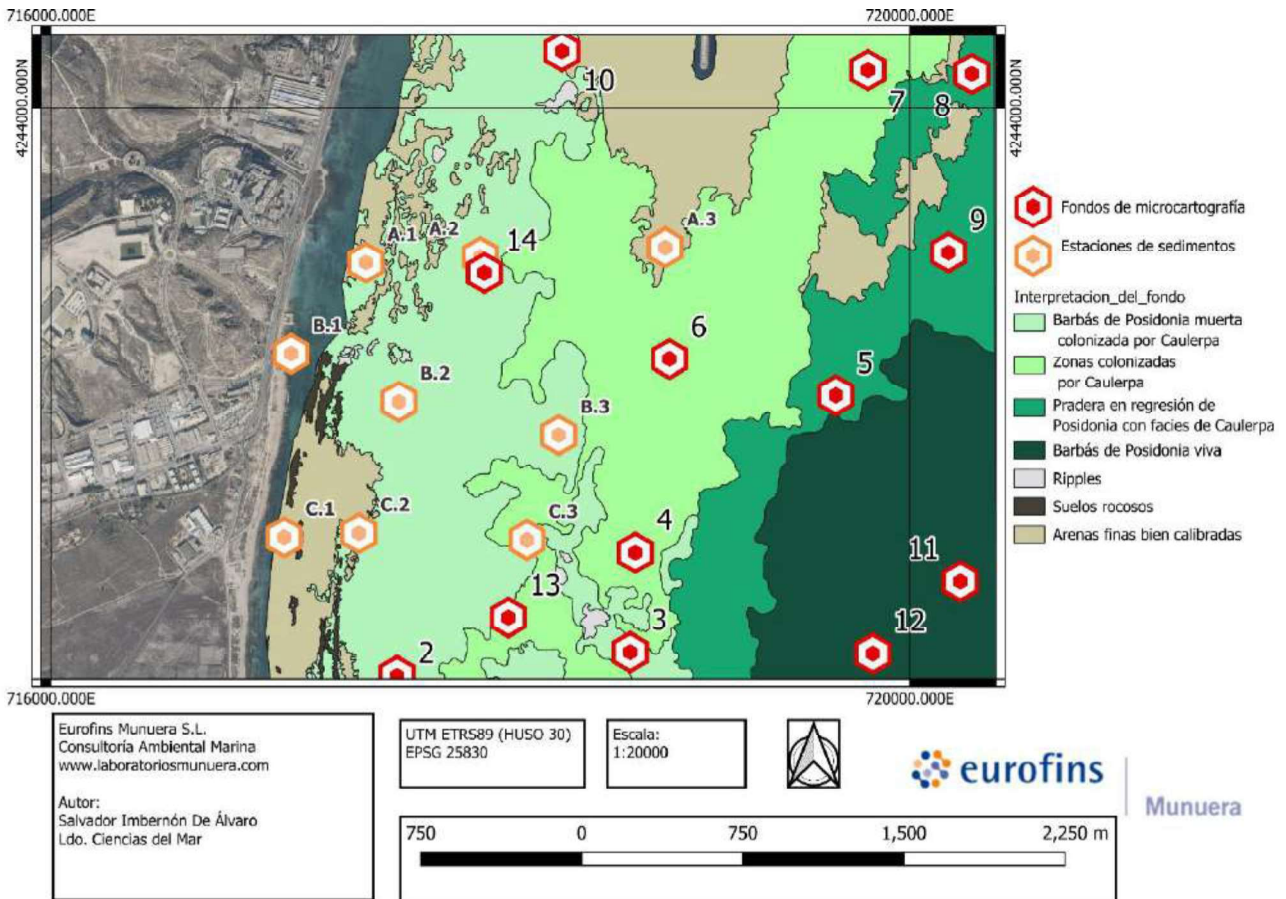 716000.000E
720000.000E
4244000.000N
4244000.000N
10
7
8
A.1
A.2
14
A.3
9
B.1
6
B.2
5
B.3
C.1
C.2
C.3
4
11
13
3
12
2
716000.000E
720000.000E
Fondos de microcartografía
Estaciones de sedimentos
Interpretacion_del_fondo
Barbás de Posidonia muerta
colonizada por Caulerpa
Zonas colonizadas
por Caulerpa
Pradera en regresión de
Posidonia con facies de Caulerpa
Barbás de Posidonia viva
Ripples
Suelos rocosos
Arenas finas bien calibradas
Eurofins Munuera S.L.
Consultoría Ambiental Marina
www.laboratoriosmunuera.com
Autor:
Salvador Imbernón De Álvaro
Ldo. Ciencias del Mar
UTM ETRS89 (HUSO 30)
EPSG 25830
Escala:
1:20000
eurofins
Munuera
750 0 750 1,500 2,250 m